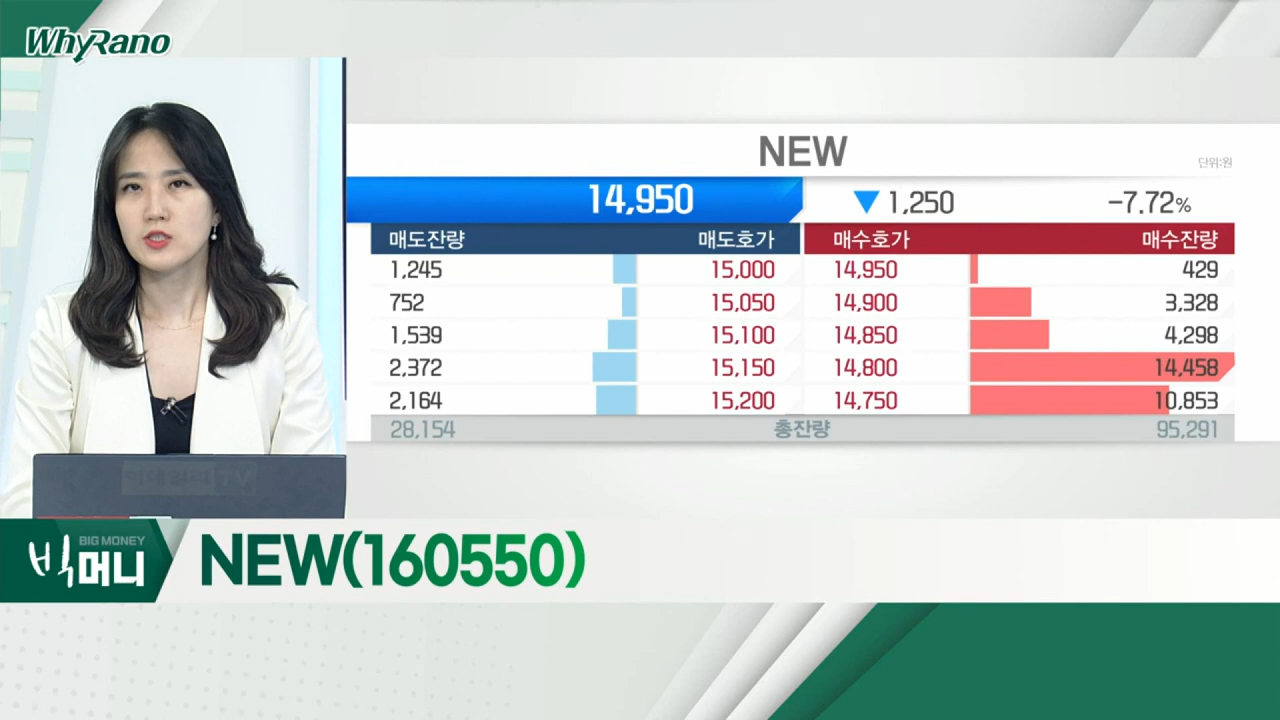 WhyRano
NEW
단위:원
14,950 ▼ 1,250 -7.72%
매도잔량 매도호가 매수호가 매수잔량
1,245 15,000 14,950 429
752 15,050 14,900 3,328
1,539 15,100 14,850 4,298
2,372 15,150 14,800 14,458
2,164 15,200 14,750 10,853
28,154 총잔량 95,291
BIG MONEY
빅머니
NEW(160550)